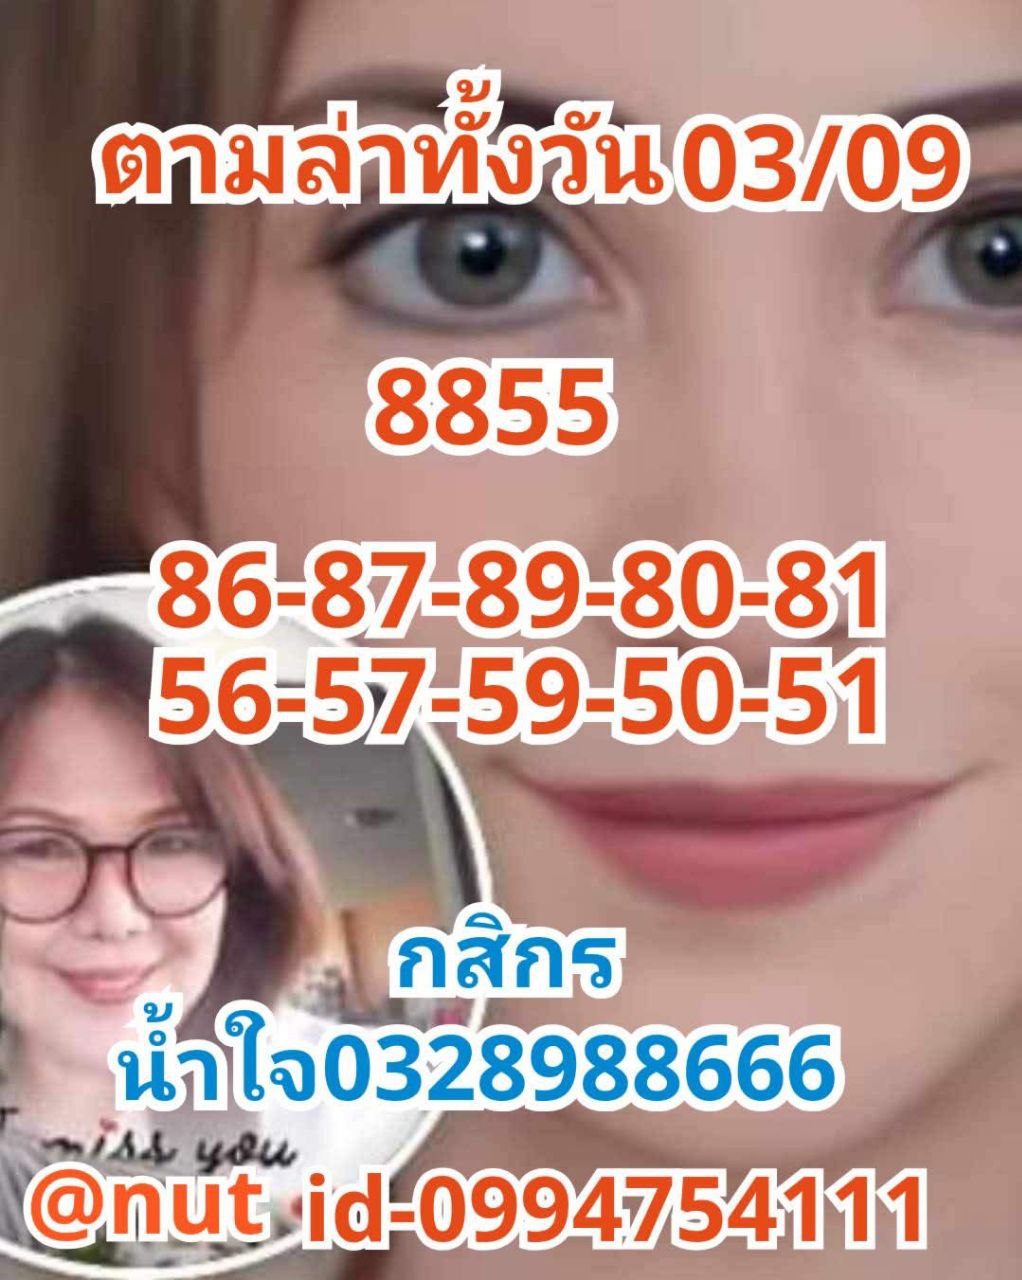 ตามล่าทั้งวัน 03/09
8855
86-87-89-80-81
56-57-59-50-51
กสิกร
น้ำใจ0328988666
miss you
@nut id-0994754111